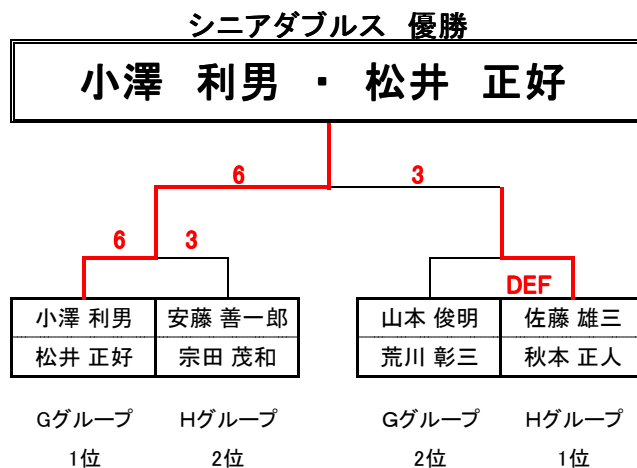 シニアダブルス 優勝
小澤 利男 ・ 松井 正好
6 3
6 3
DEF
小澤 利男 安藤 善一郎 山本 俊明 佐藤 雄三
松井 正好 宗田 茂和 荒川 彰三 秋本 正人
Gグループ Hグループ Gグループ Hグループ
1位 2位 2位 1位